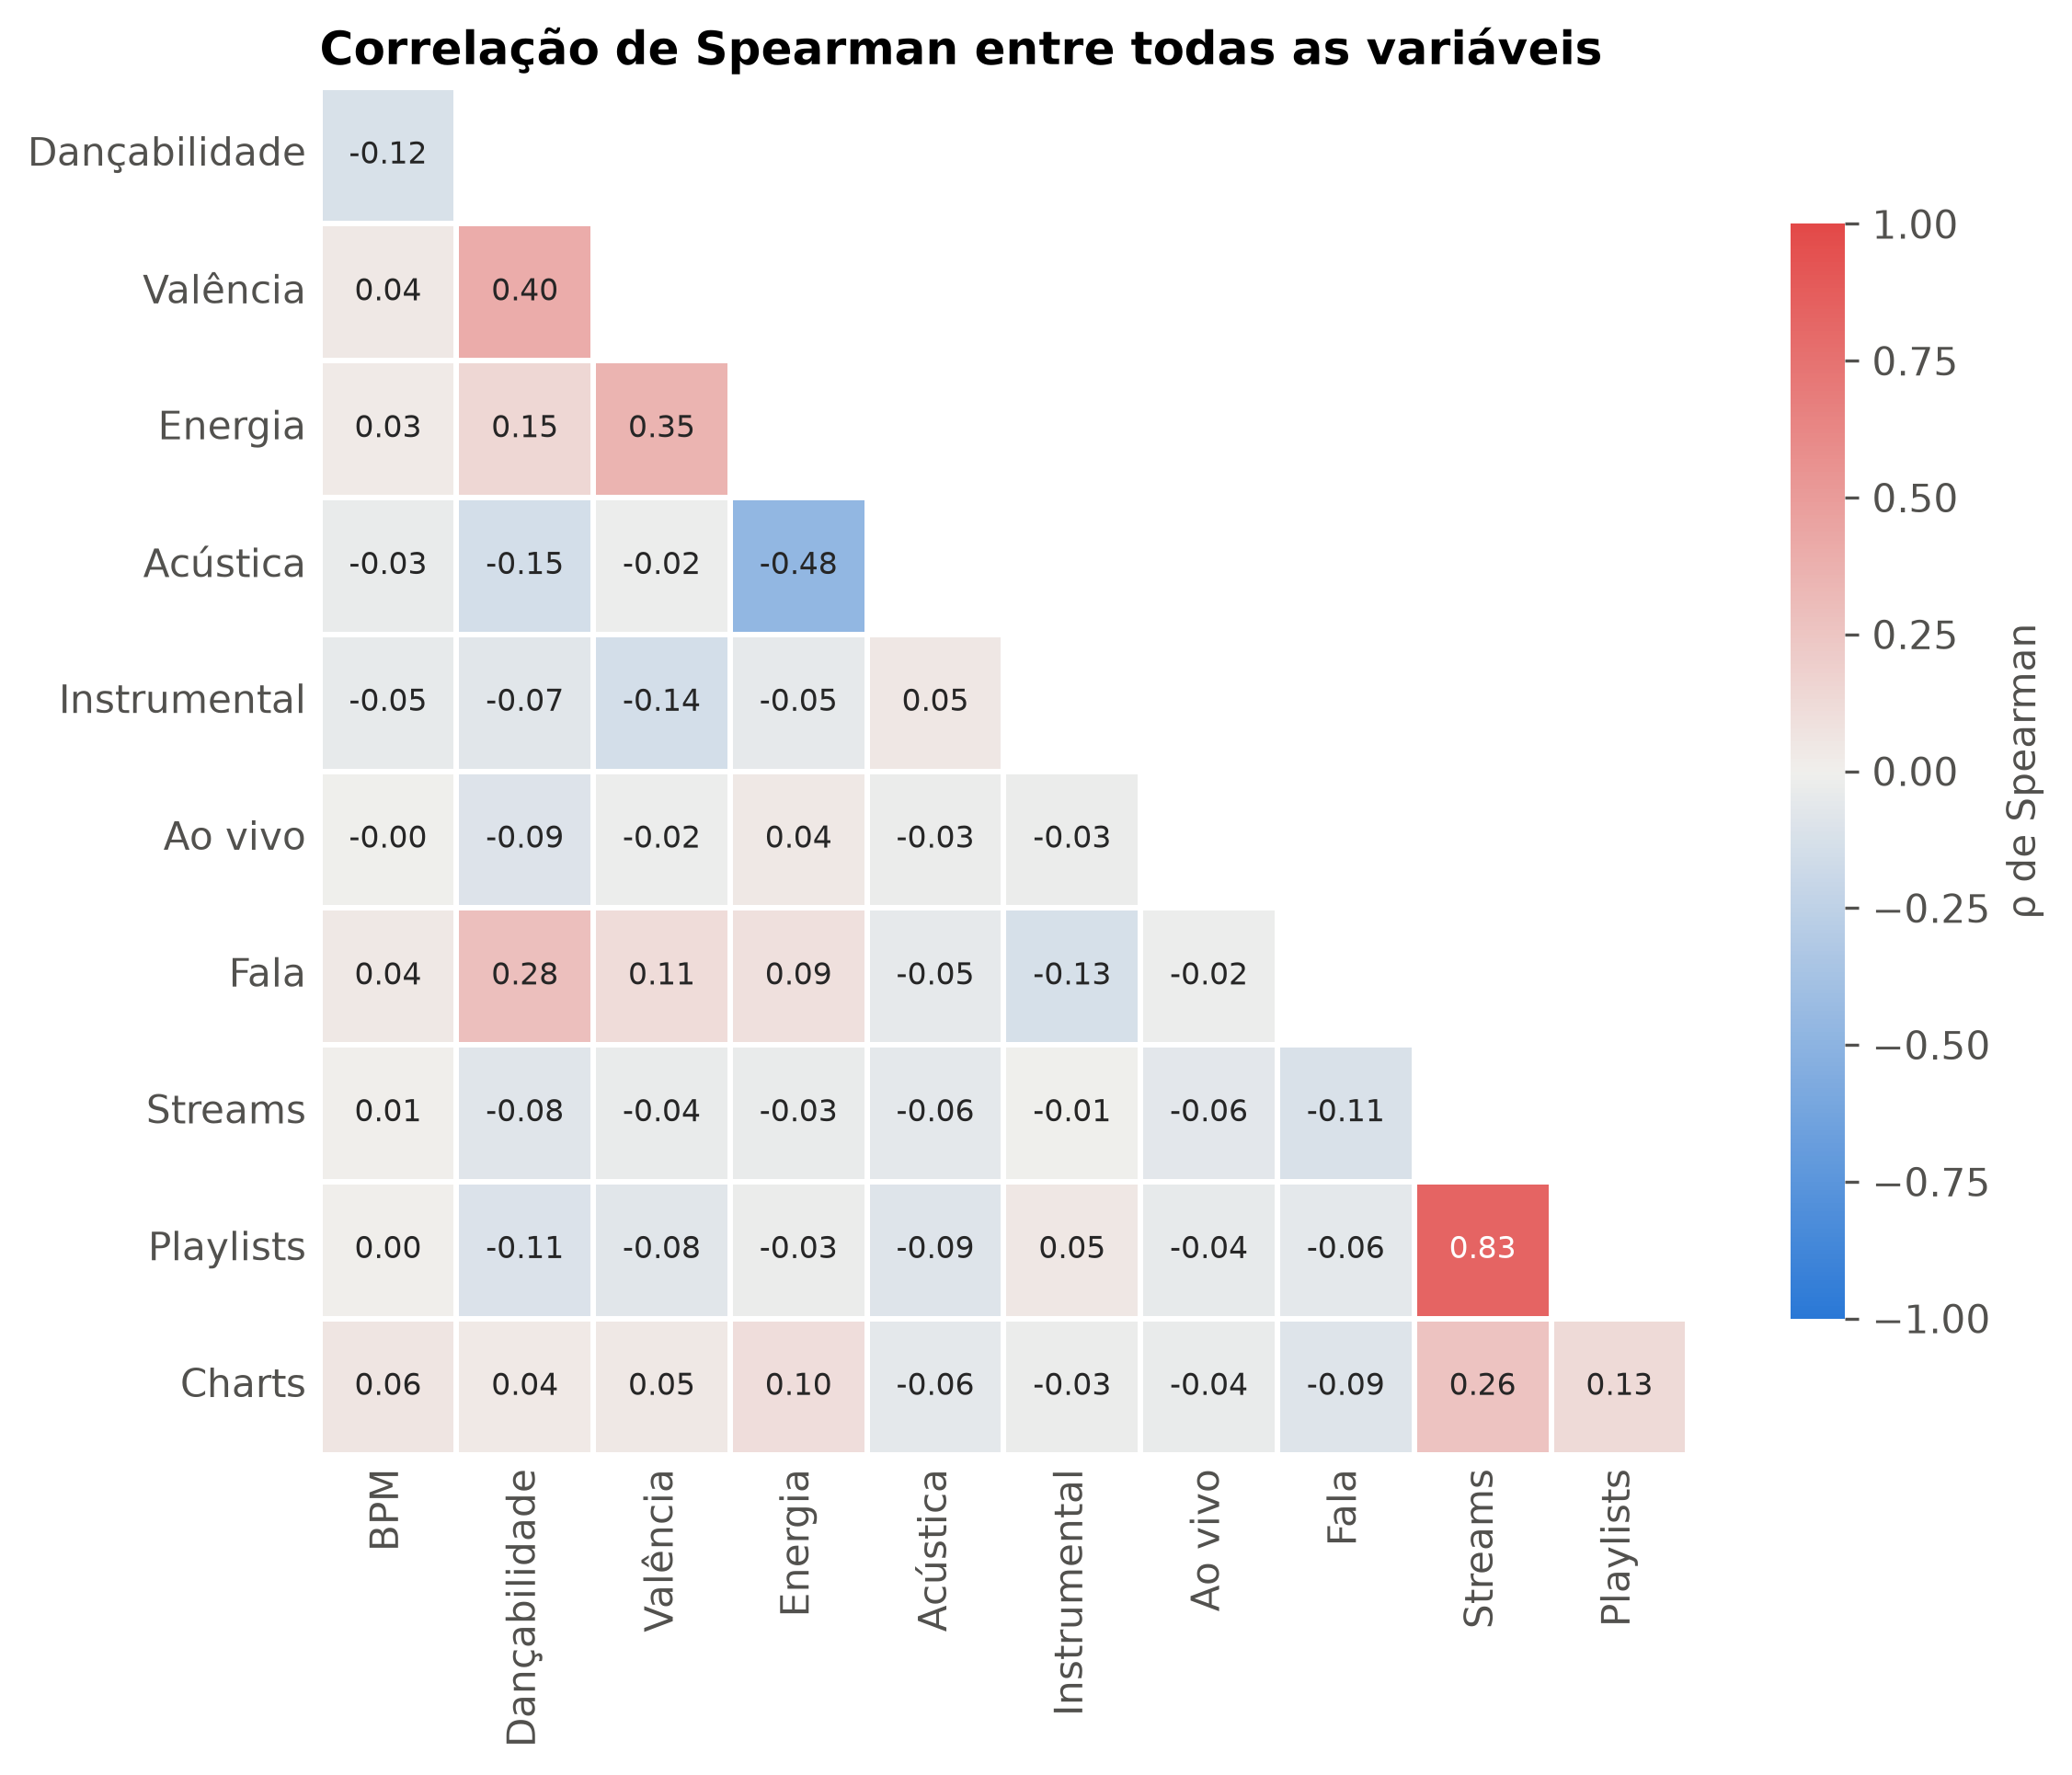 Correlação de Spearman entre todas as variáveis
Dançabilidade -0.12
Valência 0.04 0.40
Energia 0.03 0.15 0.35
Acústica -0.03 -0.15 -0.02 -0.48
Instrumental -0.05 -0.07 -0.14 -0.05 0.05
Ao vivo -0.00 -0.09 -0.02 0.04 -0.03 -0.03
Fala 0.04 0.28 0.11 0.09 -0.05 -0.13 -0.02
Streams 0.01 -0.08 -0.04 -0.03 -0.06 -0.01 -0.06 -0.11
Playlists 0.00 -0.11 -0.08 -0.03 -0.09 0.05 -0.04 -0.06 0.83
Charts 0.06 0.04 0.05 0.10 -0.06 -0.03 -0.04 -0.09 0.26 0.13
BPM
Dançabilidade
Valência
Energia
Acústica
Instrumental
Ao vivo
Fala
Streams
Playlists
1.00
0.75
0.50
0.25
0.00
−0.25
−0.50
−0.75
−1.00
ρ de Spearman